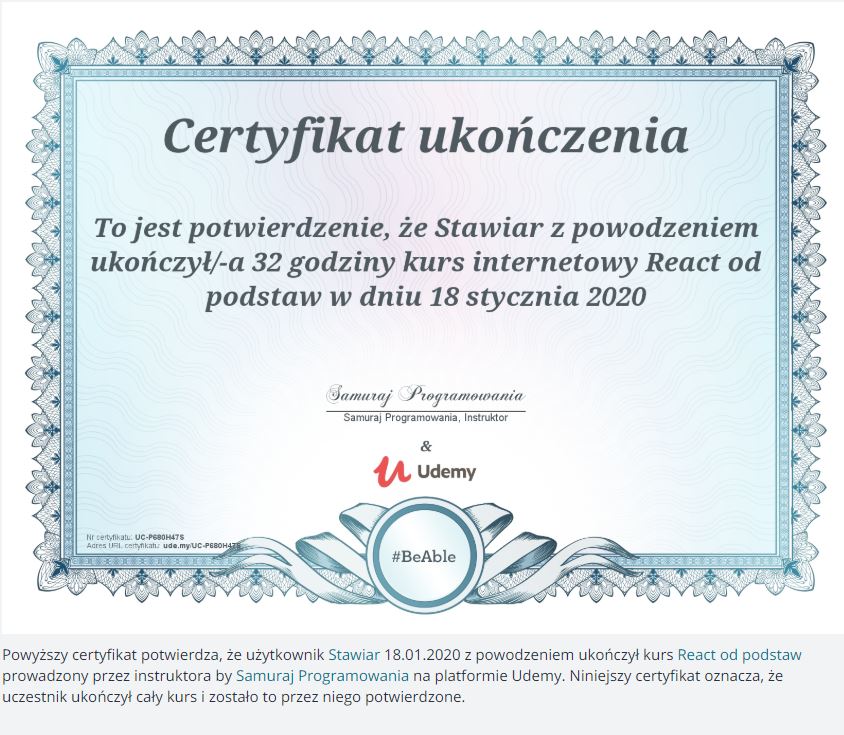 Certyfikat ukończenia
To jest potwierdzenie, że Stawiar z powodzeniem
ukończył/-a 32 godziny kurs internetowy React od
podstaw w dniu 18 stycznia 2020
Samuraj Programowania
Samuraj Programowania, Instruktor
&
Udemy
Nr certyfikatu: UC-P680H47S
Adres URL certyfikatu: ude.my/UC-P680H47S
#BeAble
Powyższy certyfikat potwierdza, że użytkownik Stawiar 18.01.2020 z powodzeniem ukończył kurs React od podstaw
prowadzony przez instruktora by Samuraj Programowania na platformie Udemy. Niniejszy certyfikat oznacza, że
uczestnik ukończył cały kurs i zostało to przez niego potwierdzone.